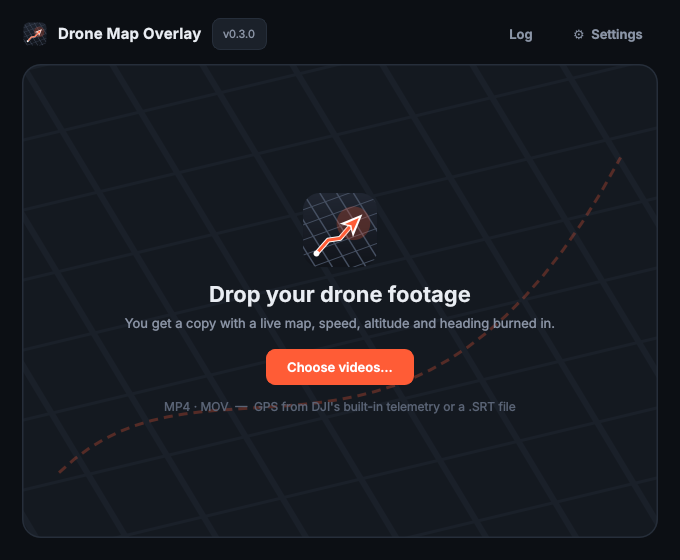 Drone Map Overlay v0.3.0 Log ⚙ Settings
Drop your drone footage
You get a copy with a live map, speed, altitude and heading burned in.
Choose videos...
MP4 · MOV — GPS from DJI's built-in telemetry or a .SRT file